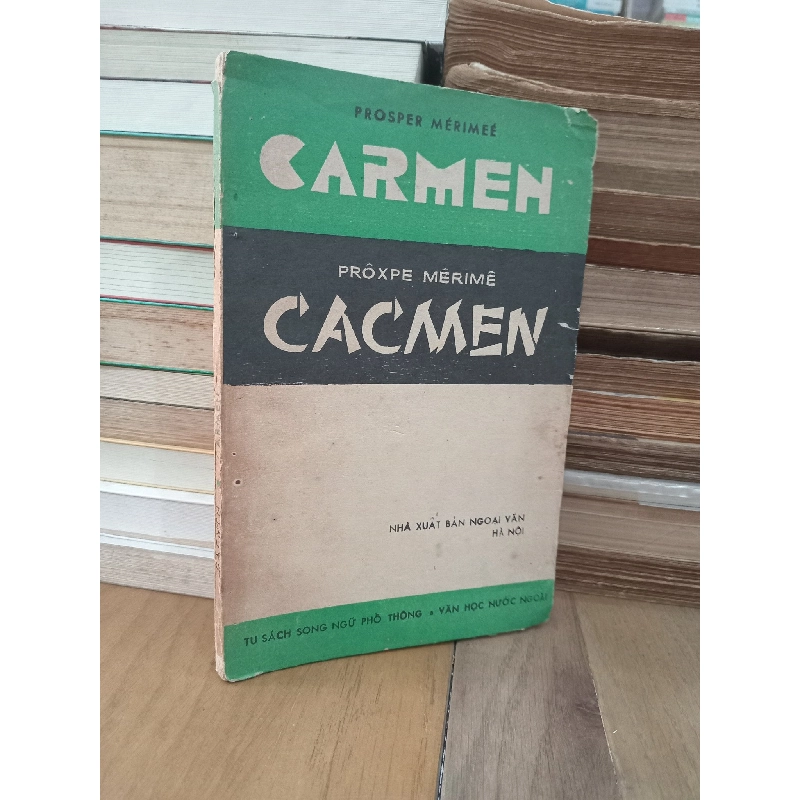 PROSPER MÉRIMEÉ
CARMEN
PRÔXPE MÉRIMÊ
CACMEN
NHÀ XUẤT BẢN NGOẠI VĂN
HÀ NỘI
TỦ SÁCH SONG NGỮ PHỔ THÔNG • VĂN HỌC NƯỚC NGOÀI